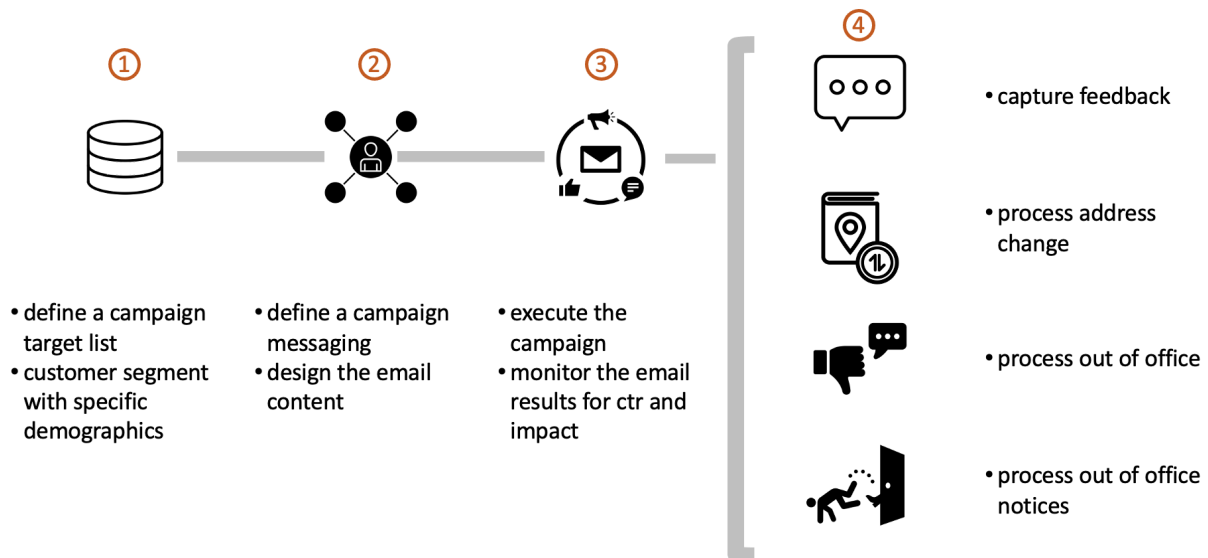 1
2
3
4
• define a campaign
target list
• customer segment
with specific
demographics
• define a campaign
messaging
• design the email
content
• execute the
campaign
• monitor the email
results for ctr and
impact
• capture feedback
• process address
change
• process out of office
• process out of office
notices